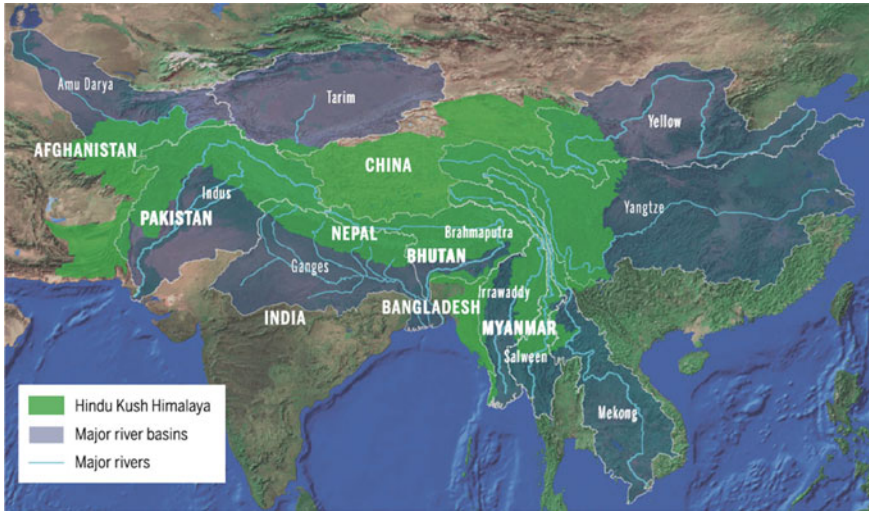 Amu Darya
Tarim
Yellow
AFGHANISTAN
CHINA
Indus
Yangtze
PAKISTAN
NEPAL
Brahmaputra
BHUTAN
Ganges
Irrawaddy
BANGLADESH
INDIA
MYANMAR
Salween
Mekong
Hindu Kush Himalaya
Major river basins
Major rivers